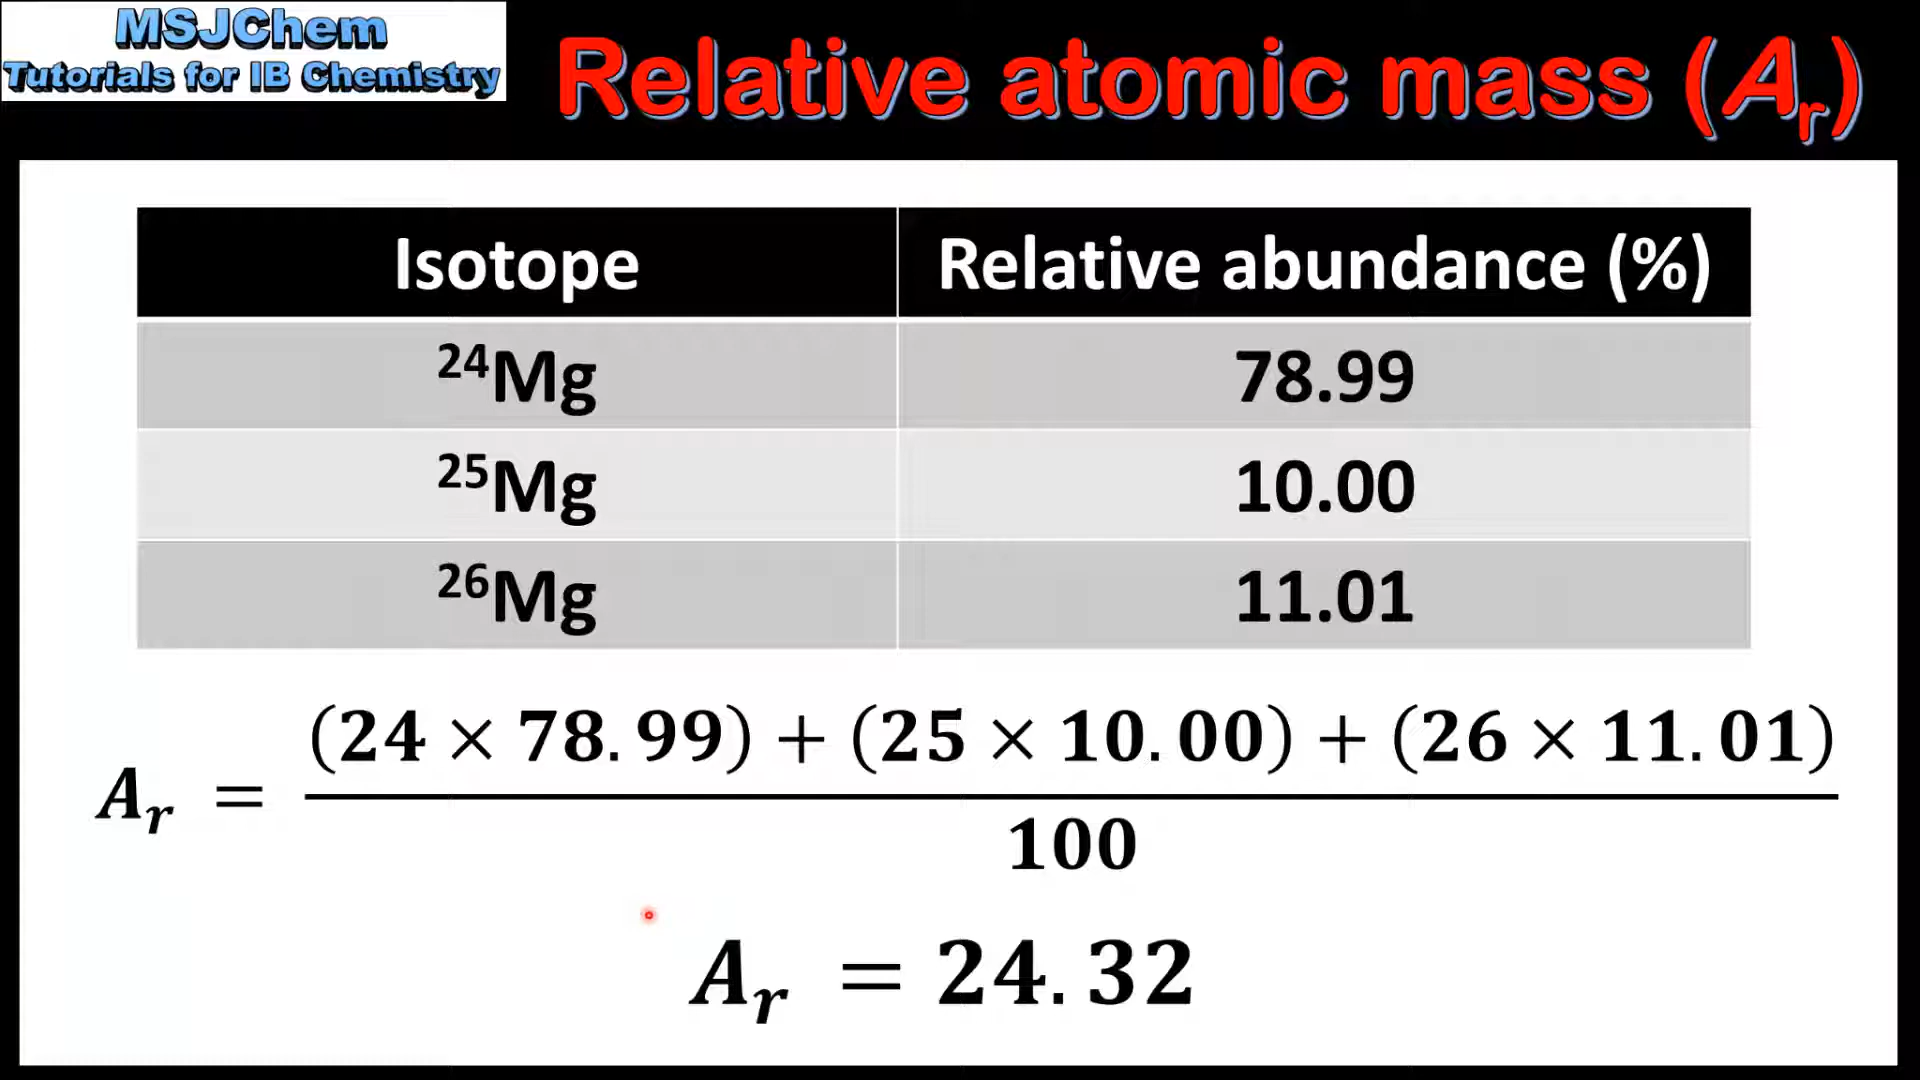 MSJChem
Tutorials for IB Chemistry
Relative atomic mass (Aᵣ)
Isotope Relative abundance (%)
²⁴Mg 78.99
²⁵Mg 10.00
²⁶Mg 11.01
(24 × 78.99) + (25 × 10.00) + (26 × 11.01)
Aᵣ =
100
Aᵣ = 24.32